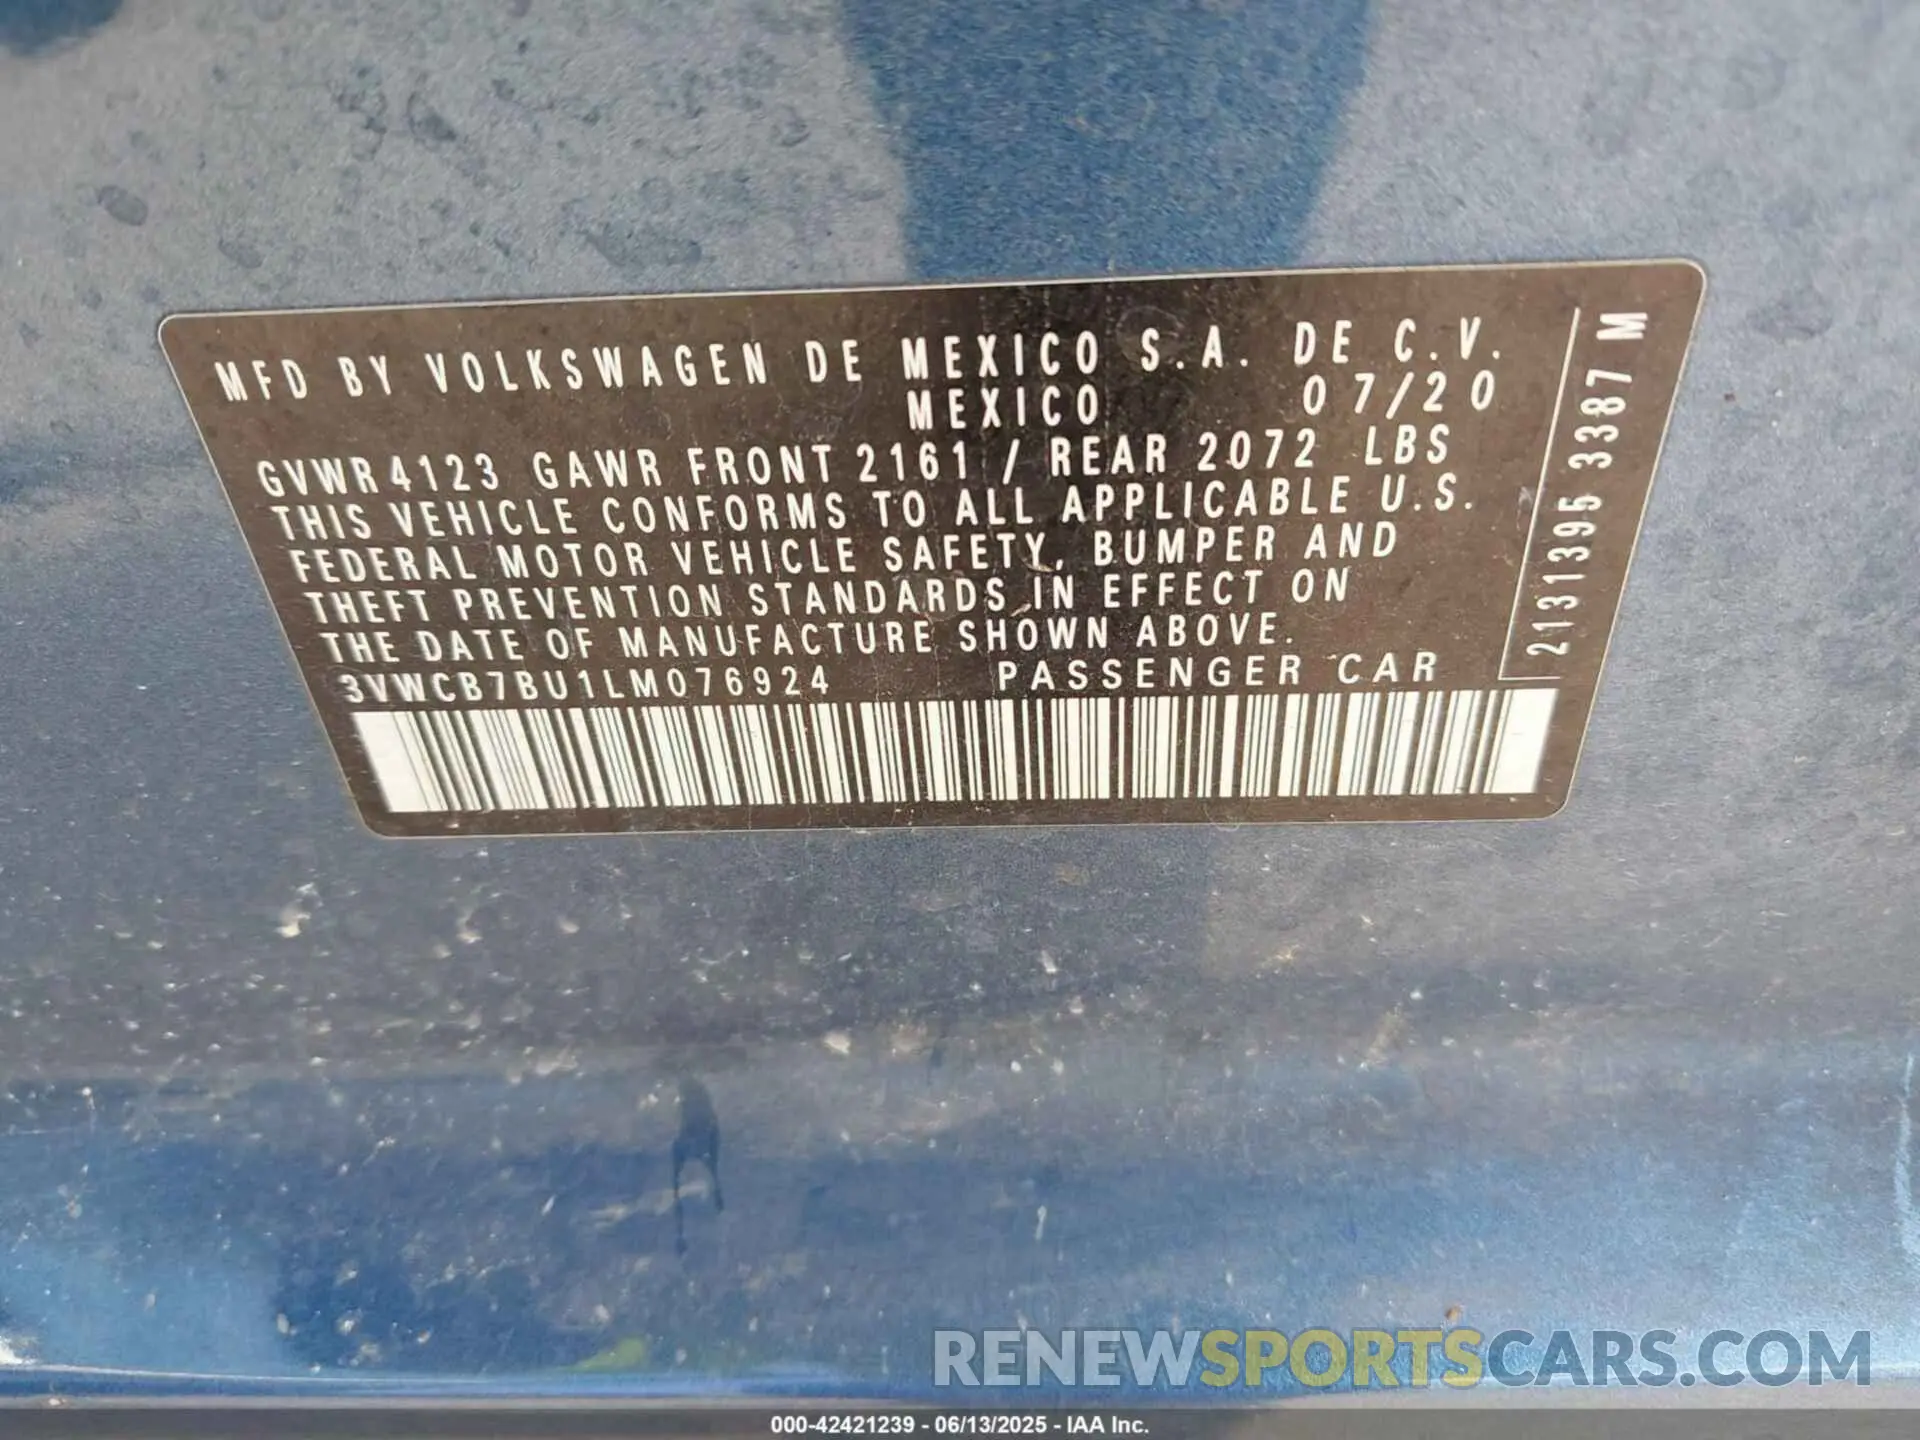 MFD BY VOLKSWAGEN DE MEXICO S.A. DE C.V.
MEXICO 07/20
GVWR 4123 GAWR FRONT 2161 / REAR 2072 LBS
THIS VEHICLE CONFORMS TO ALL APPLICABLE U.S.
FEDERAL MOTOR VEHICLE SAFETY, BUMPER AND
THEFT PREVENTION STANDARDS IN EFFECT ON
THE DATE OF MANUFACTURE SHOWN ABOVE.
3VWCB7BU1LM076924 PASSENGER CAR
2131395 3387 M
RENEWSPORTSCARS.COM
000-42421239 - 06/13/2025 - IAA Inc.